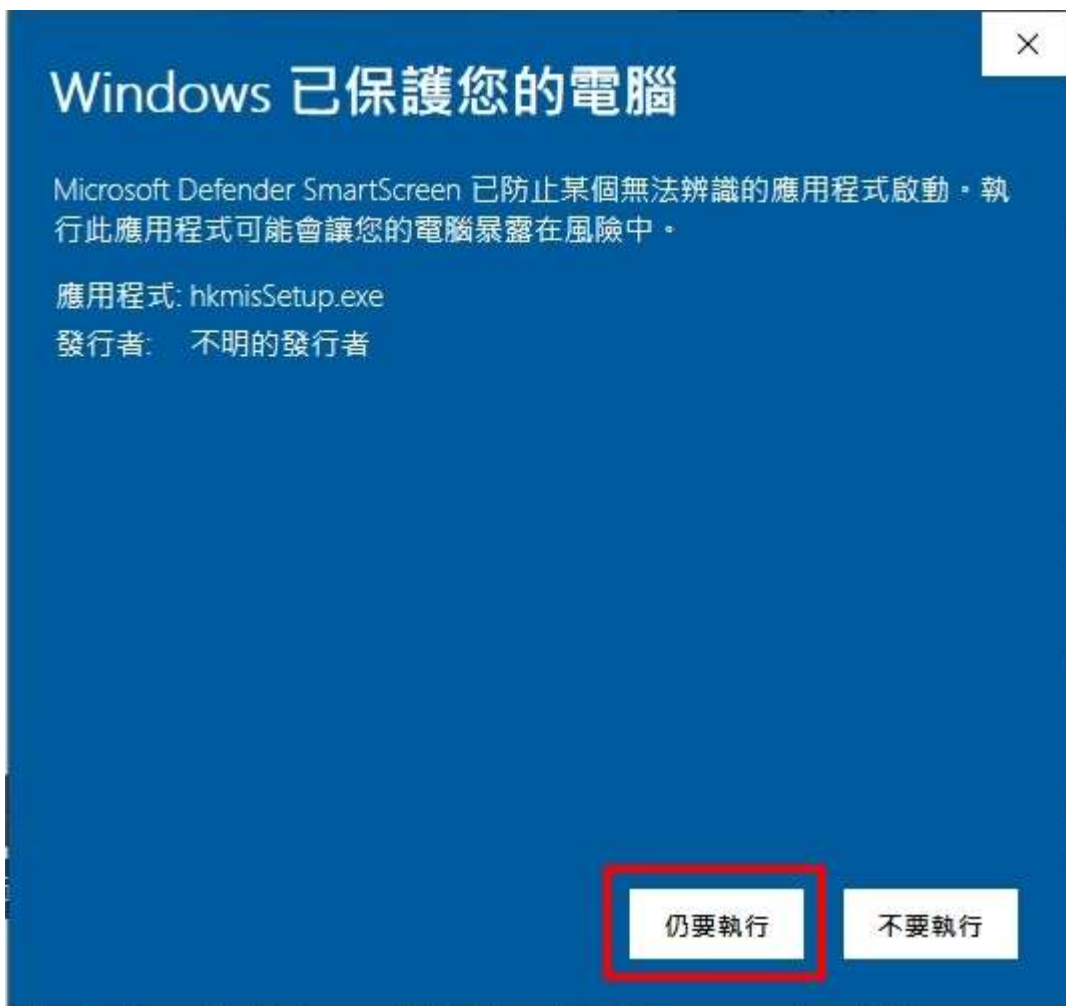 Windows 已保護您的電腦
Microsoft Defender SmartScreen 已防止某個無法辨識的應用程式啟動。執
行此應用程式可能會讓您的電腦暴露在風險中。
應用程式: hkmisSetup.exe
發行者: 不明的發行者
仍要執行 不要執行